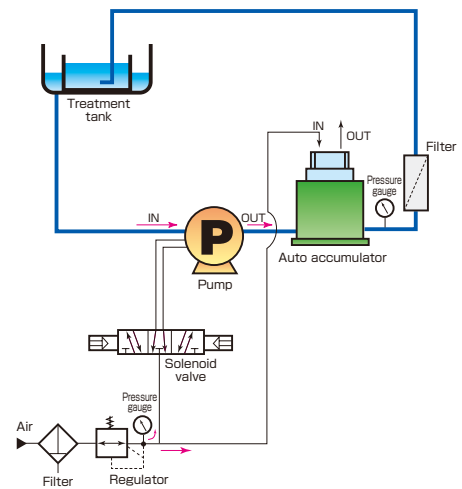 Treatment
tank
IN
OUT
Filter
Pressure
gauge
IN
OUT
P
Auto accumulator
Pump
Solenoid
valve
Pressure
gauge
Air
Filter
Regulator